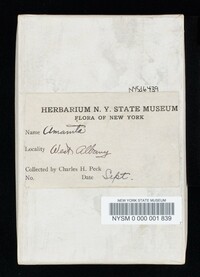 NYSf6439
HERBARIUM N. Y. STATE MUSEUM
FLORA OF NEW YORK
Name Amanita
Locality West Albany
Collected by Charles H. Peck
No. Date Sept.
NEW YORK STATE MUSEUM
NYSM 0 000 001 839